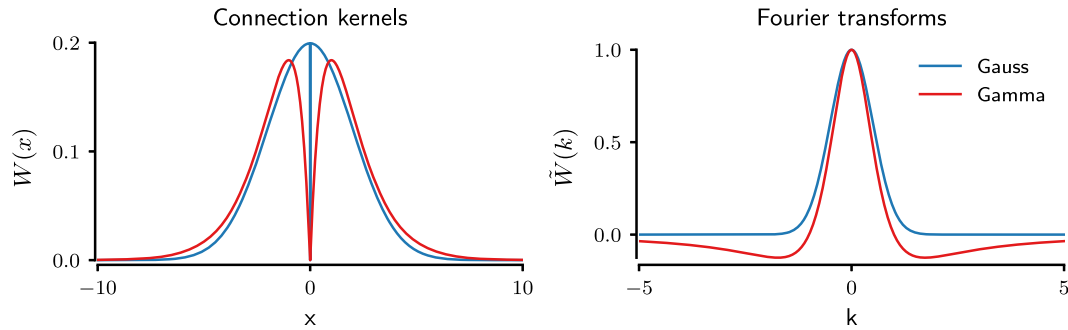 Connection kernels
0.2
0.1
0.0
W(x)
−10
0
10
x
Fourier transforms
1.0
0.5
0.0
W̃(k)
Gauss
Gamma
−5
0
5
k